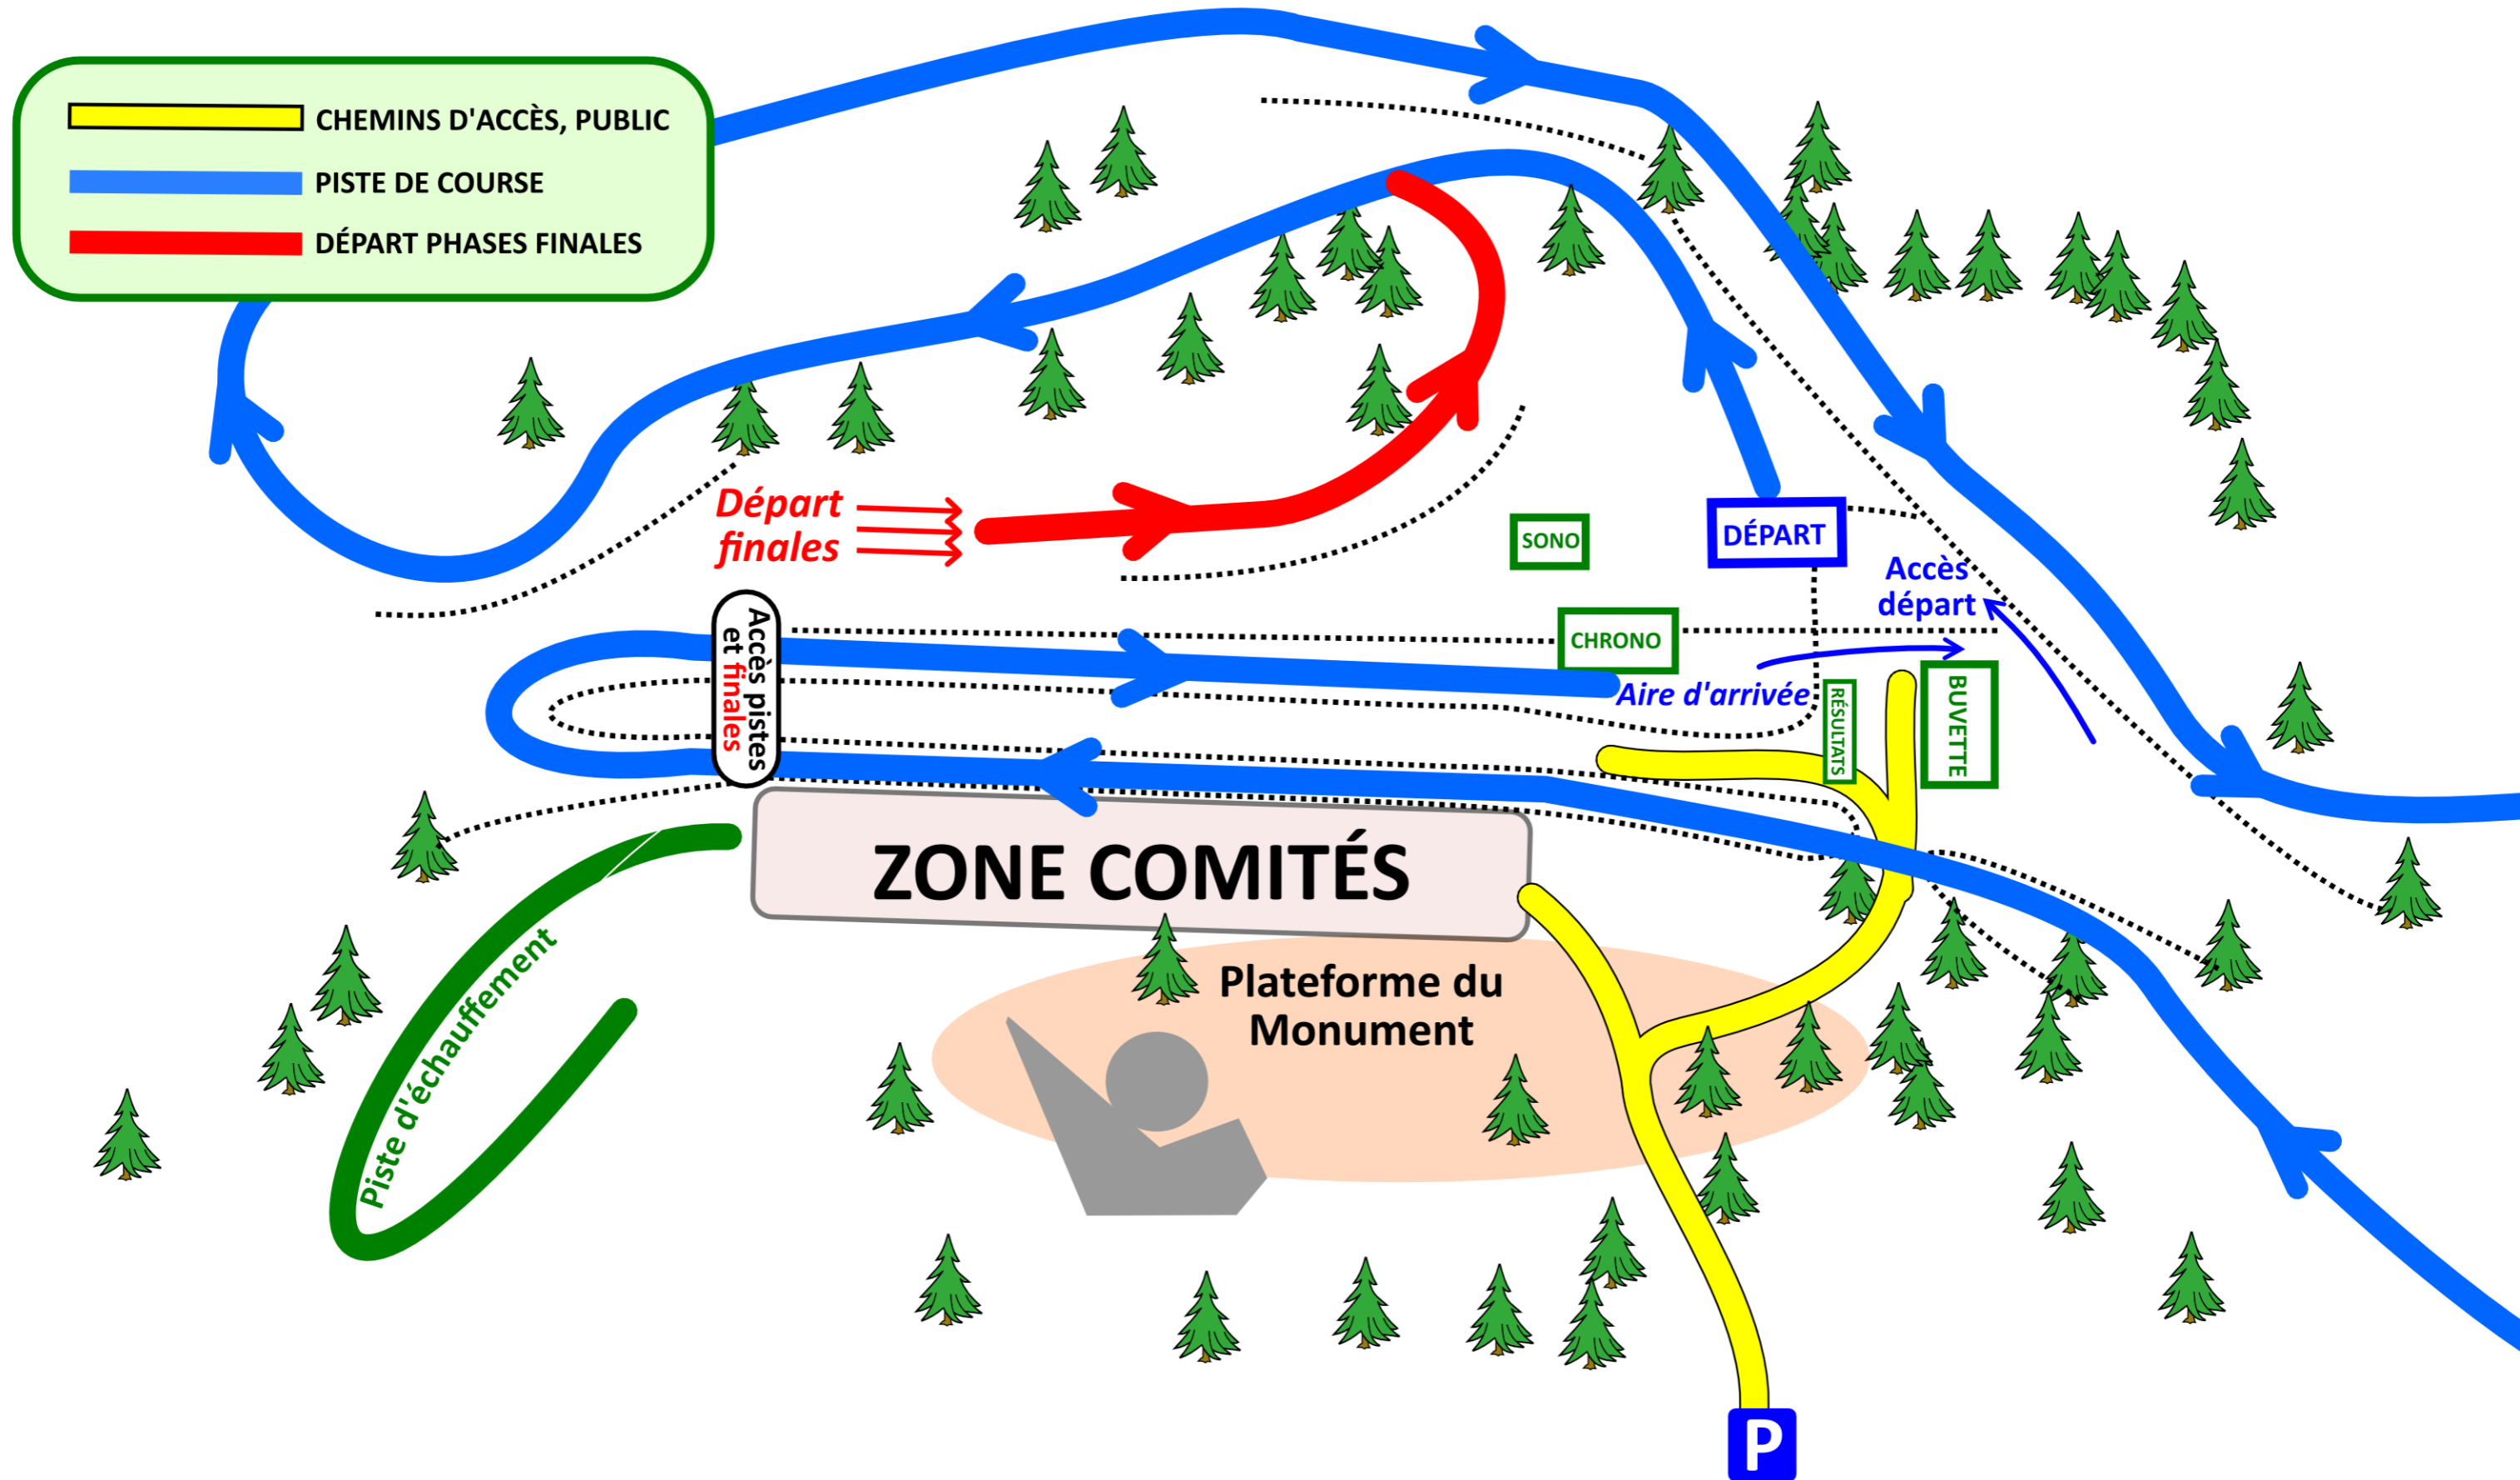 CHEMINS D'ACCÈS, PUBLIC
PISTE DE COURSE
DÉPART PHASES FINALES
Départ
finales
SONO
DÉPART
Accès
départ
Accès pistes
et finales
CHRONO
Aire d'arrivée
RÉSULTATS
BUVETTE
ZONE COMITÉS
Piste d'échauffement
Plateforme du
Monument
P